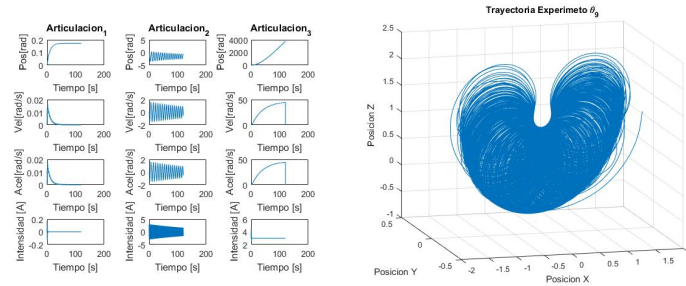 Articulacion1
Articulacion2
Articulacion3
Pos[rad]
0.2
0.1
0
0 100 200
Tiempo [s]
Pos[rad]
5
0
-5
0 100 200
Tiempo [s]
Pos[rad]
4000
2000
0
0 100 200
Tiempo [s]
Vel[rad/s]
0.02
0.01
0
0 100 200
Tiempo [s]
Vel[rad/s]
2
0
-2
0 100 200
Tiempo [s]
Vel[rad/s]
50
0
0 100 200
Tiempo [s]
Acel[rad/s]
0.02
0.01
0
0 100 200
Tiempo [s]
Acel[rad/s]
2
0
-2
0 100 200
Tiempo [s]
Acel[rad/s]
50
0
0 100 200
Tiempo [s]
Intensidad [A]
0.2
0
-0.2
0 100 200
Tiempo [s]
Intensidad [A]
5
0
-5
0 100 200
Tiempo [s]
Intensidad [A]
6
4
2
0 100 200
Tiempo [s]
Trayectoria Experimeto θ9
Posicion Z
2.5
2
1.5
1
0.5
0
-0.5
-1
0.5
0
-0.5
Posicion Y
-2 -1.5 -1 -0.5 0 0.5 1 1.5
Posicion X